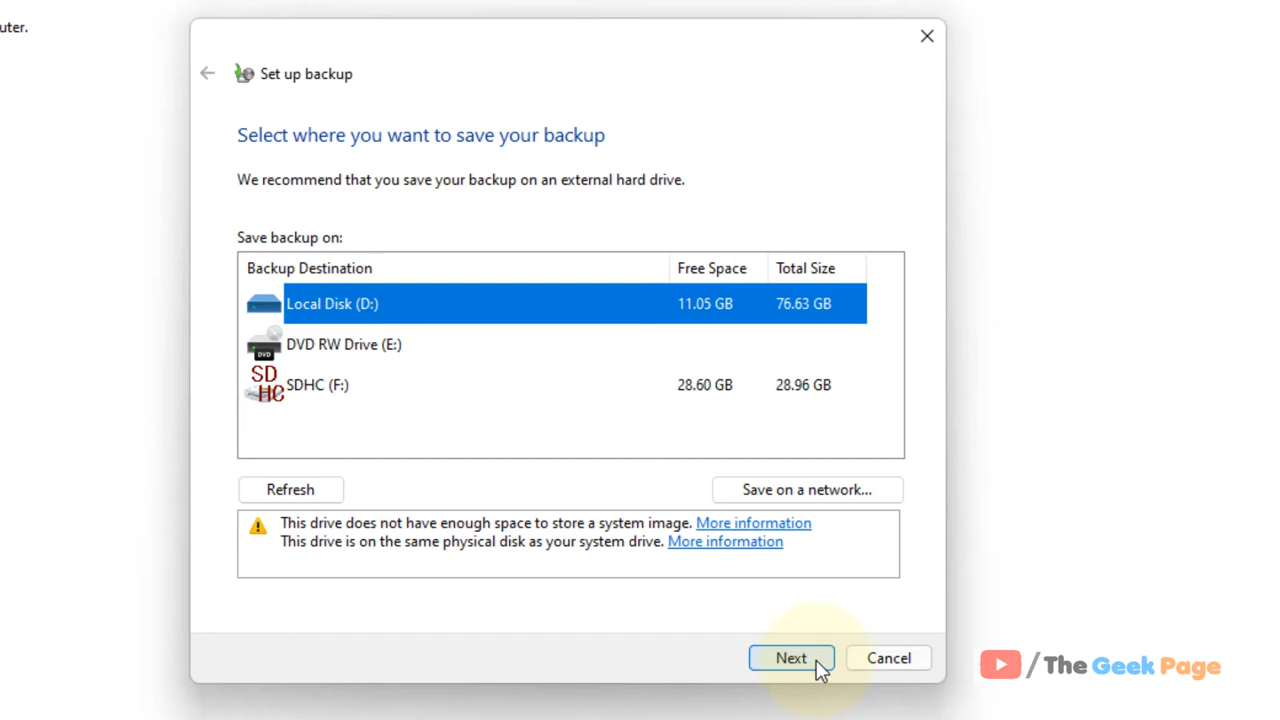 uter.
Set up backup
Select where you want to save your backup
We recommend that you save your backup on an external hard drive.
Save backup on:
Backup Destination Free Space Total Size
Local Disk (D:) 11.05 GB 76.63 GB
DVD
DVD RW Drive (E:)
SD
HC
SDHC (F:) 28.60 GB 28.96 GB
Refresh Save on a network...
This drive does not have enough space to store a system image. More information
This drive is on the same physical disk as your system drive. More information
Next Cancel
/The Geek Page